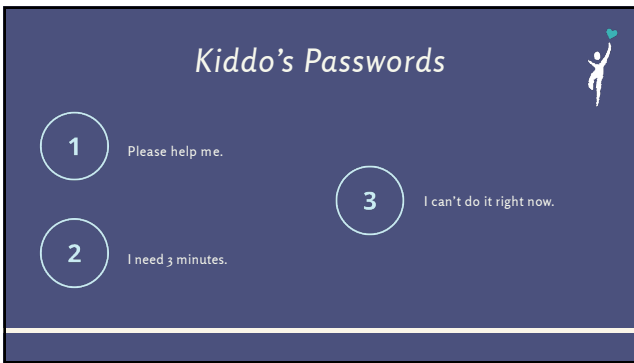 Kiddo’s Passwords
1
Please help me.
2
I need 3 minutes.
3
I can’t do it right now.